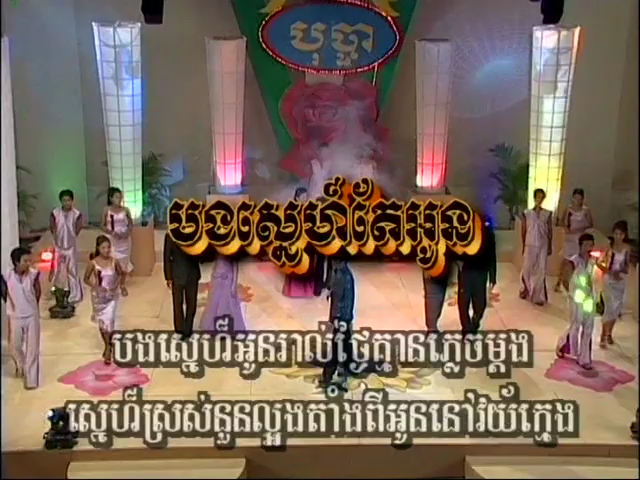 បុប្ផា
បងស្នេហ៍តែអូន
បងស្នេហ៍អូនរាល់ថ្ងៃគ្មានភ្លេចម្ដង
ស្នេហ៍ស្រស់នួនល្អងតាំងពីអូននៅវ័យក្មេង